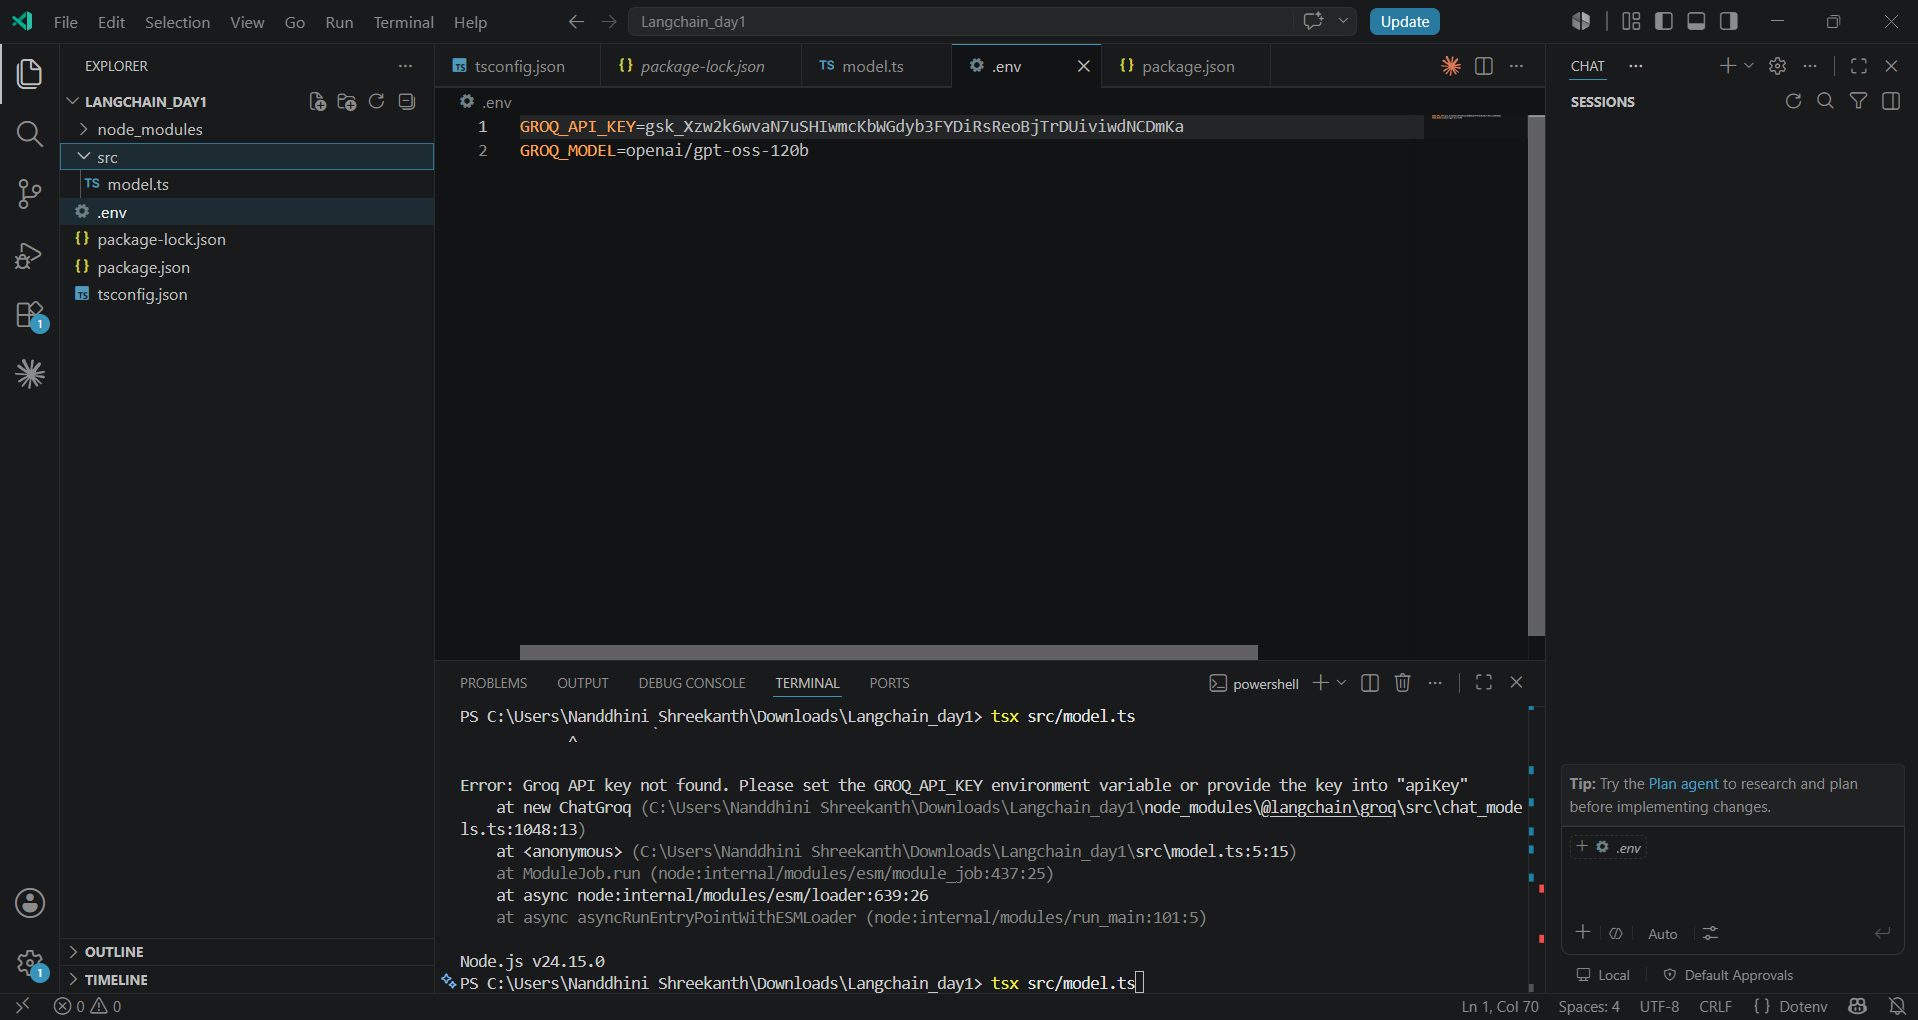 File Edit Selection View Go Run Terminal Help
Langchain_day1
Update
EXPLORER
LANGCHAIN_DAY1
node_modules
src
TS model.ts
.env
{} package-lock.json
{} package.json
TS tsconfig.json
1
OUTLINE
TIMELINE
1
TS tsconfig.json
{} package-lock.json
TS model.ts
.env
{} package.json
.env
1 GROQ_API_KEY=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
2 GROQ_MODEL=openai/gpt-oss-120b
PROBLEMS OUTPUT DEBUG CONSOLE TERMINAL PORTS
powershell
PS C:\Users\Nanddhini Shreekanth\Downloads\Langchain_day1> tsx src/model.ts
^
Error: Groq API key not found. Please set the GROQ_API_KEY environment variable or provide the key into "apiKey"
at new ChatGroq (C:\Users\Nanddhini Shreekanth\Downloads\Langchain_day1\node_modules\@langchain\groq\src\chat_mode
ls.ts:1048:13)
at <anonymous> (C:\Users\Nanddhini Shreekanth\Downloads\Langchain_day1\src\model.ts:5:15)
at ModuleJob.run (node:internal/modules/esm/module_job:437:25)
at async node:internal/modules/esm/loader:639:26
at async asyncRunEntryPointWithESMLoader (node:internal/modules/run_main:101:5)
Node.js v24.15.0
PS C:\Users\Nanddhini Shreekanth\Downloads\Langchain_day1> tsx src/model.ts
CHAT
SESSIONS
Tip: Try the Plan agent to research and plan
before implementing changes.
.env
Auto
Local Default Approvals
0 0
Ln 1, Col 70 Spaces: 4 UTF-8 CRLF {} Dotenv